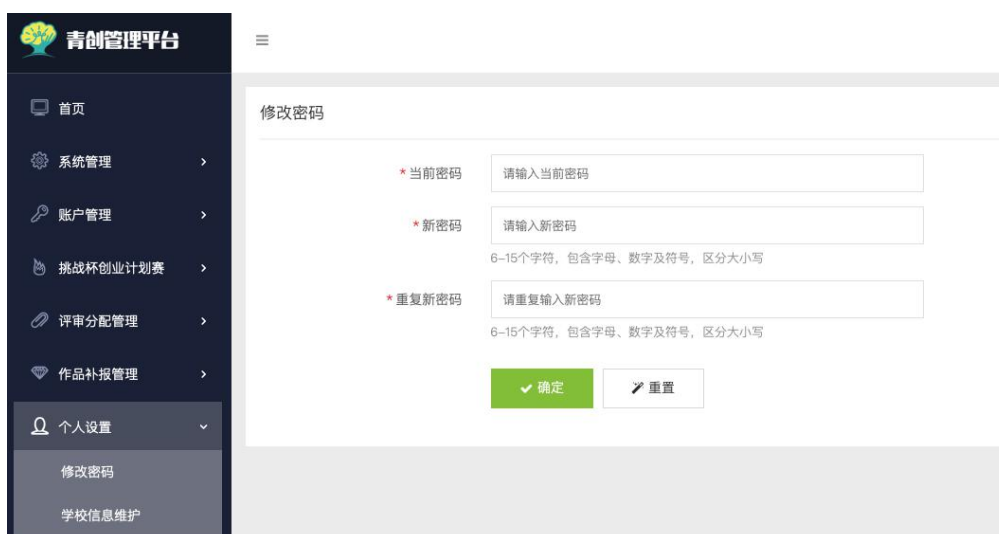 青创管理平台
首页
系统管理
账户管理
挑战杯创业计划赛
评审分配管理
作品补报管理
个人设置
修改密码
学校信息维护
修改密码
*当前密码 请输入当前密码
*新密码 请输入新密码
6-15个字符，包含字母、数字及符号，区分大小写
*重复新密码 请重复输入新密码
6-15个字符，包含字母、数字及符号，区分大小写
确定 重置